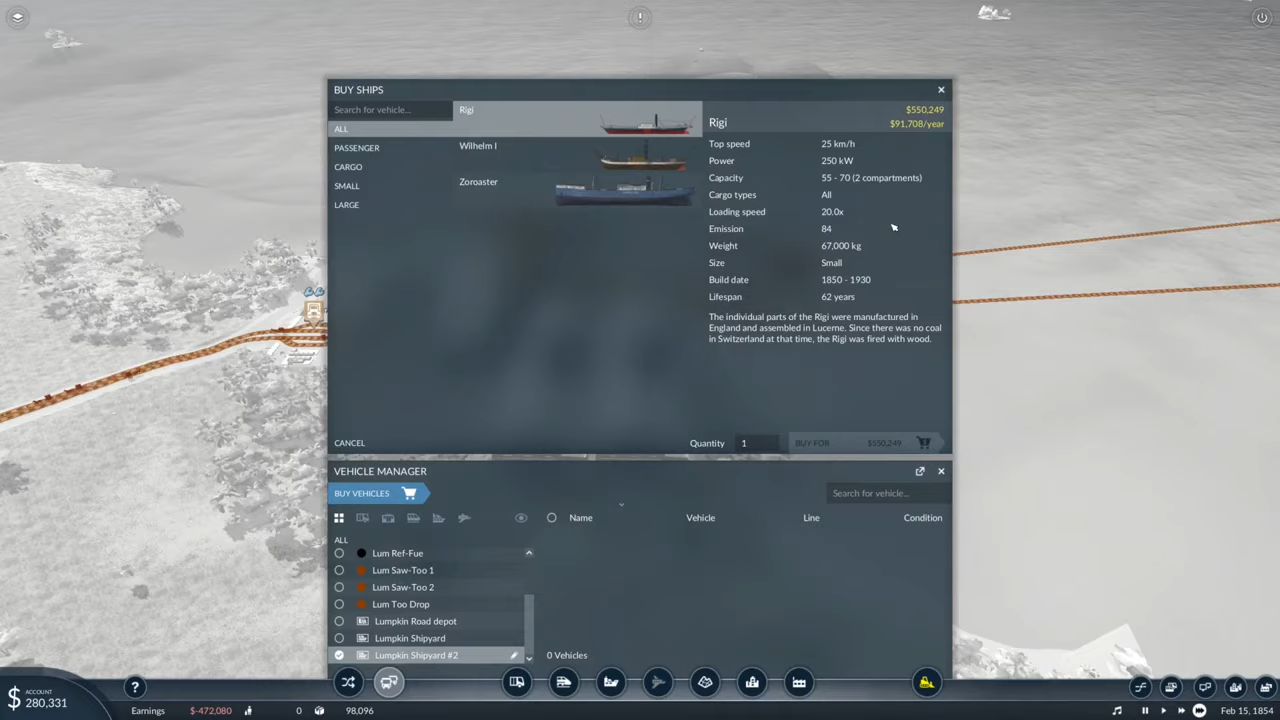 BUY SHIPS
Search for vehicle...
ALL
PASSENGER
CARGO
SMALL
LARGE
Rigi
Wilhelm I
Zoroaster
$550,249
Rigi
$91,708/year
Top speed 25 km/h
Power 250 kW
Capacity 55 - 70 (2 compartments)
Cargo types All
Loading speed 20.0x
Emission 84
Weight 67,000 kg
Size Small
Build date 1850 - 1930
Lifespan 62 years
The individual parts of the Rigi were manufactured in
England and assembled in Lucerne. Since there was no coal
in Switzerland at that time, the Rigi was fired with wood.
CANCEL
Quantity 1
BUY FOR $550,249
VEHICLE MANAGER
BUY VEHICLES
Search for vehicle...
Name Vehicle Line Condition
ALL
Lum Ref-Fue
Lum Saw-Too 1
Lum Saw-Too 2
Lum Too Drop
Lumpkin Road depot
Lumpkin Shipyard
Lumpkin Shipyard #2
0 Vehicles
ACCOUNT
$ 280,331
?
Earnings $-472,080 0 98,096
Feb 15, 1854